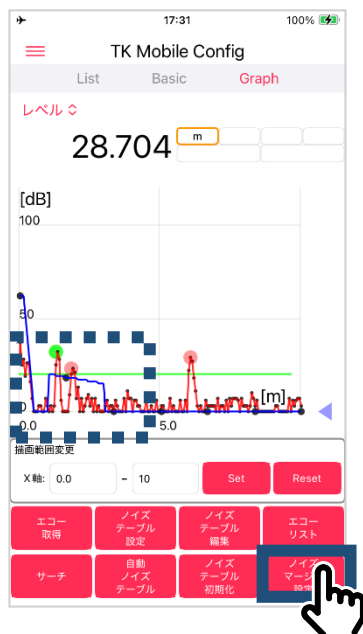 17:31
100%
TK Mobile Config
List Basic Graph
レベル
28.704 m
[dB]
100
50
[m]
0
0.0 5.0
描画範囲変更
X軸: 0.0 - 10 Set Reset
エコー
取得
ノイズ
テーブル
設定
ノイズ
テーブル
編集
エコー
リスト
サーチ
自動
ノイズ
テーブル
ノイズ
テーブル
初期化
ノイズ
マージン
設定